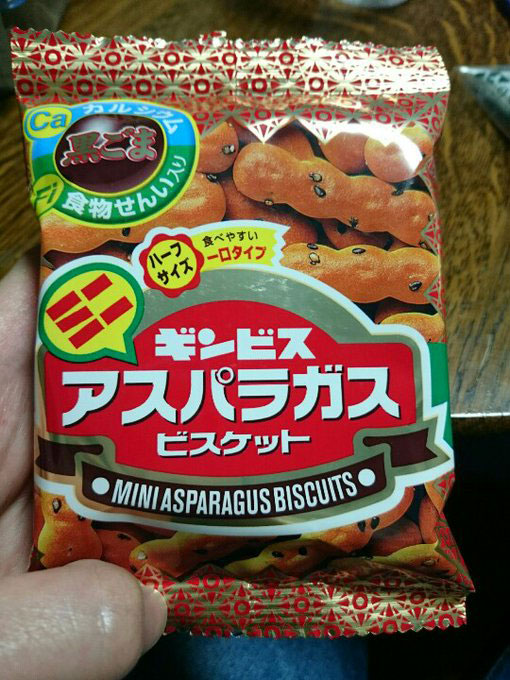 Ca カルシウム
黒ごま
Fi 食物せんい入り
ハーフ
サイズ
食べやすい
一口タイプ
ミニ
ギンビス
アスパラガス
ビスケット
MINI ASPARAGUS BISCUITS